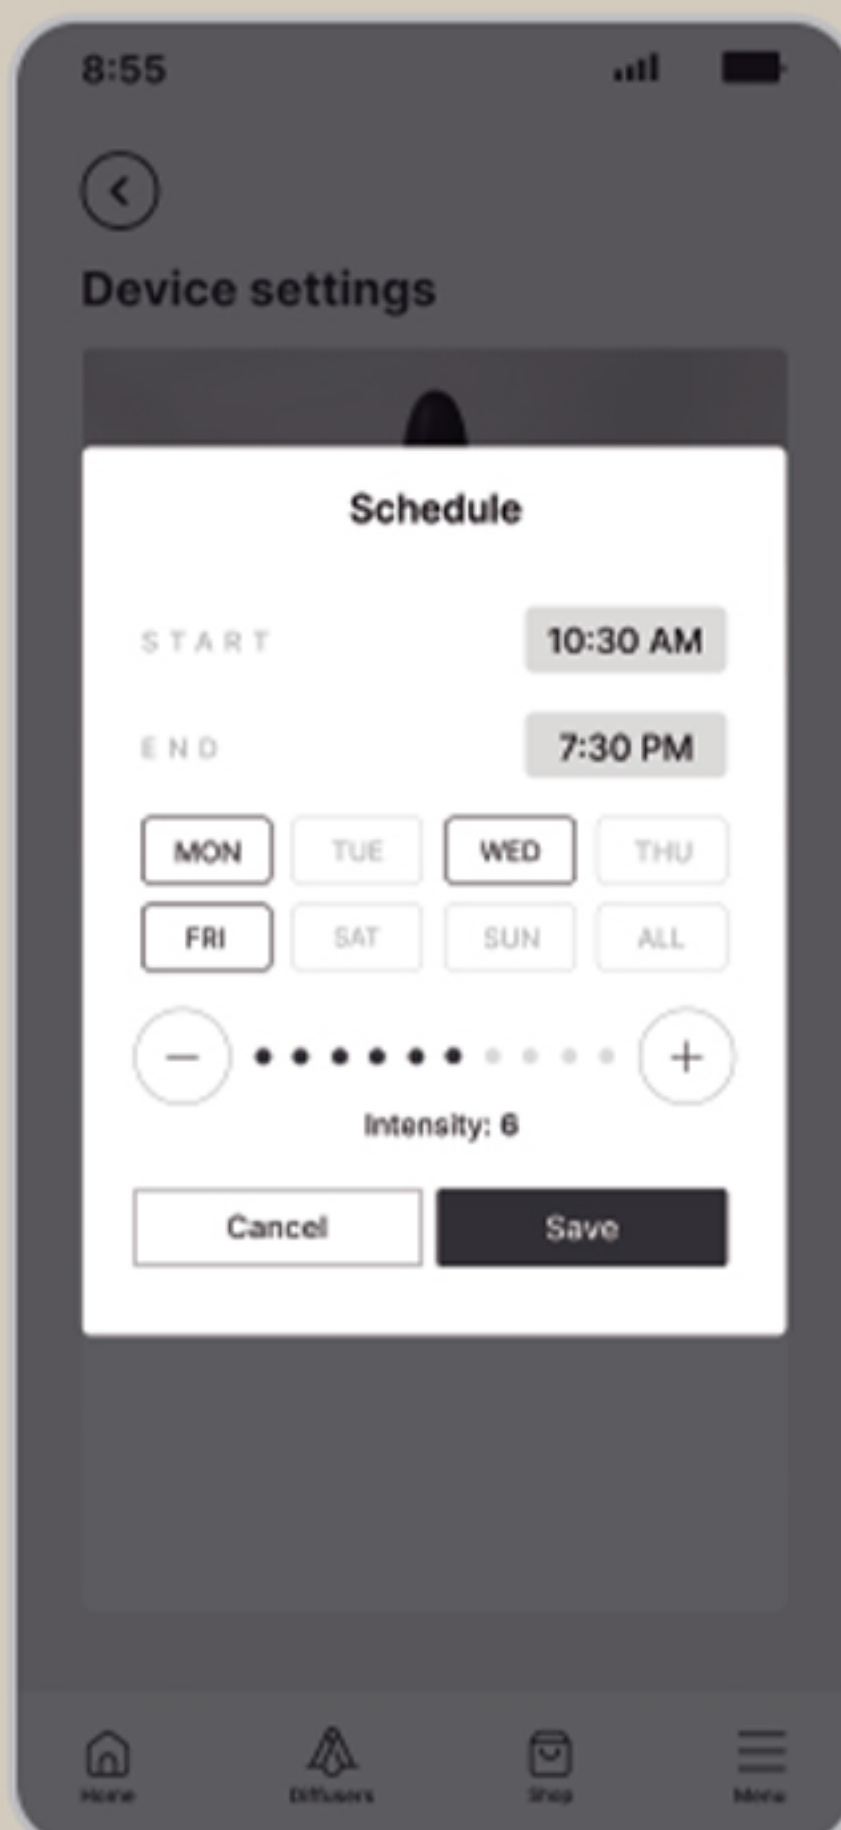 8:55
Device settings
Schedule
START 10:30 AM
END 7:30 PM
MON TUE WED THU
FRI SAT SUN ALL
Intensity: 6
Cancel Save
Home Diffusers Shop Menu